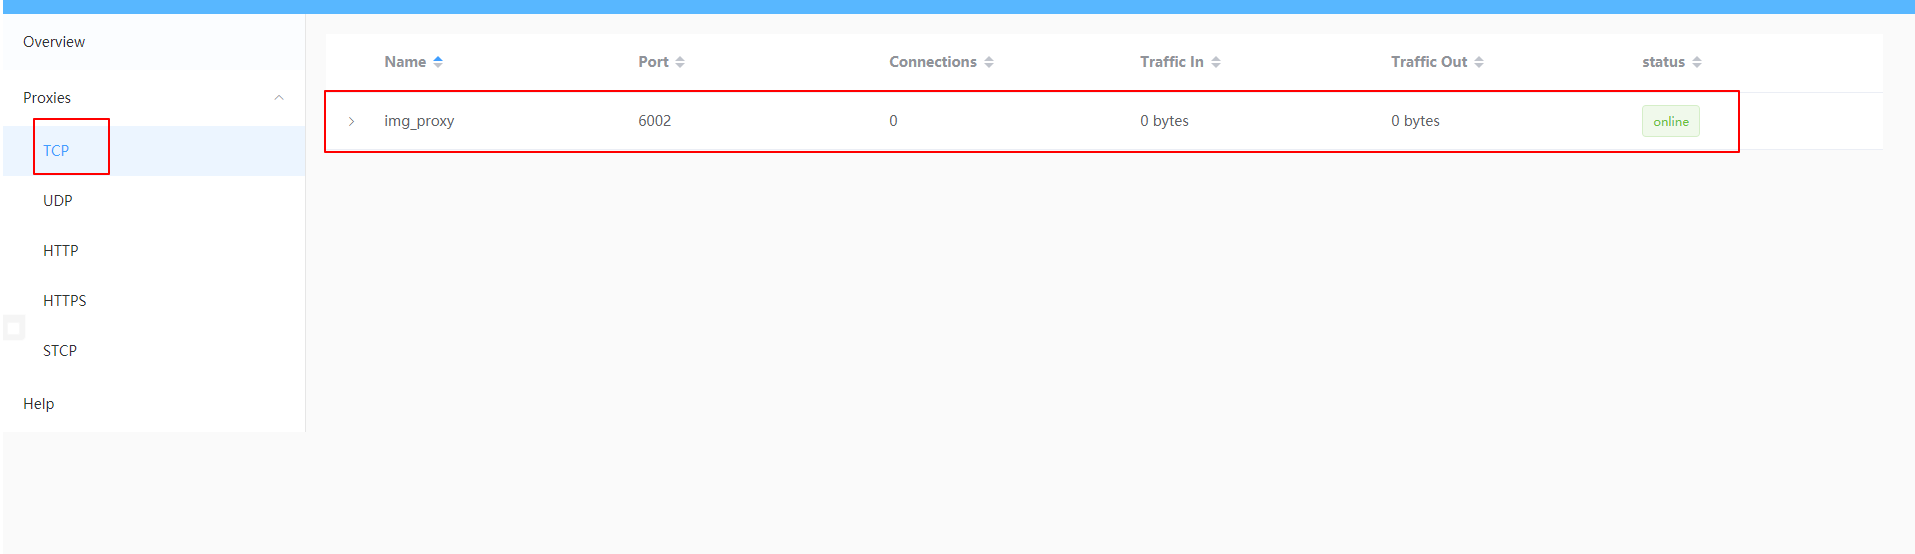 Overview
Proxies
TCP
UDP
HTTP
HTTPS
STCP
Help
Name Port Connections Traffic In Traffic Out status
img_proxy 6002 0 0 bytes 0 bytes online